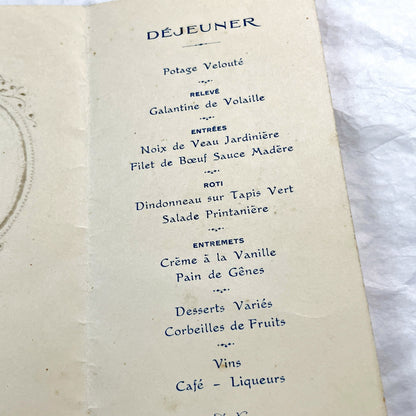 DÉJEUNER
Potage Velouté
RELEVÉ
Galantine de Volaille
ENTRÉES
Noix de Veau Jardinière
Filet de Bœuf Sauce Madère
ROTI
Dindonneau sur Tapis Vert
Salade Printanière
ENTREMETS
Crème à la Vanille
Pain de Gênes
Desserts Variés
Corbeilles de Fruits
Vins
Café - Liqueurs